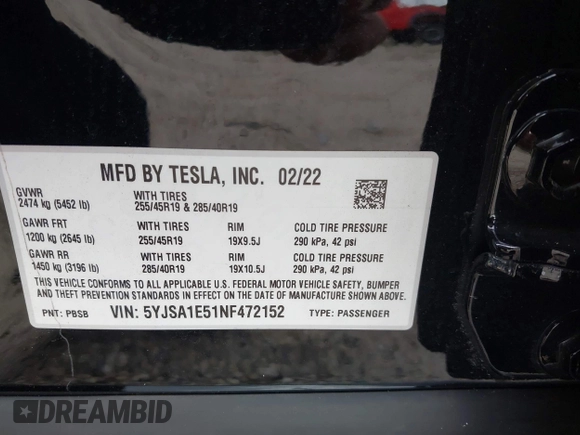 MFD BY TESLA, INC. 02/22
GVWR
2474 kg (5452 lb)
WITH TIRES
255/45R19 & 285/40R19
GAWR FRT
1200 kg (2645 lb)
WITH TIRES
255/45R19
RIM
19X9.5J
COLD TIRE PRESSURE
290 kPa, 42 psi
GAWR RR
1450 kg (3196 lb)
WITH TIRES
285/40R19
RIM
19X10.5J
COLD TIRE PRESSURE
290 kPa, 42 psi
THIS VEHICLE CONFORMS TO ALL APPLICABLE U.S. FEDERAL MOTOR VEHICLE SAFETY, BUMPER
AND THEFT PREVENTION STANDARDS IN EFFECT ON THE DATE OF MANUFACTURE SHOWN ABOVE.
PNT: PBSB VIN: 5YJSA1E51NF472152 TYPE: PASSENGER
DREAMBID